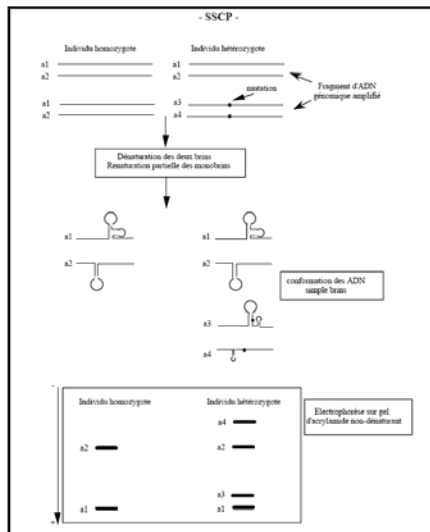 - SSCP -
Individu homozygote
Individu hétérozygote
a1
a2
a1
a2
a1
a2
mutation
a3
a4
Fragment d'ADN
génomique amplifié
Dénaturation des deux brins
Renaturation partielle des monobrins
a1
a1
a2
a2
conformation des ADN
simple brins
a3
a4
-
Individu homozygote
Individu hétérozygote
Electrophorèse sur gel
d'acrylamide non-dénaturant
a4
a2
a2
a3
a1
a1
+